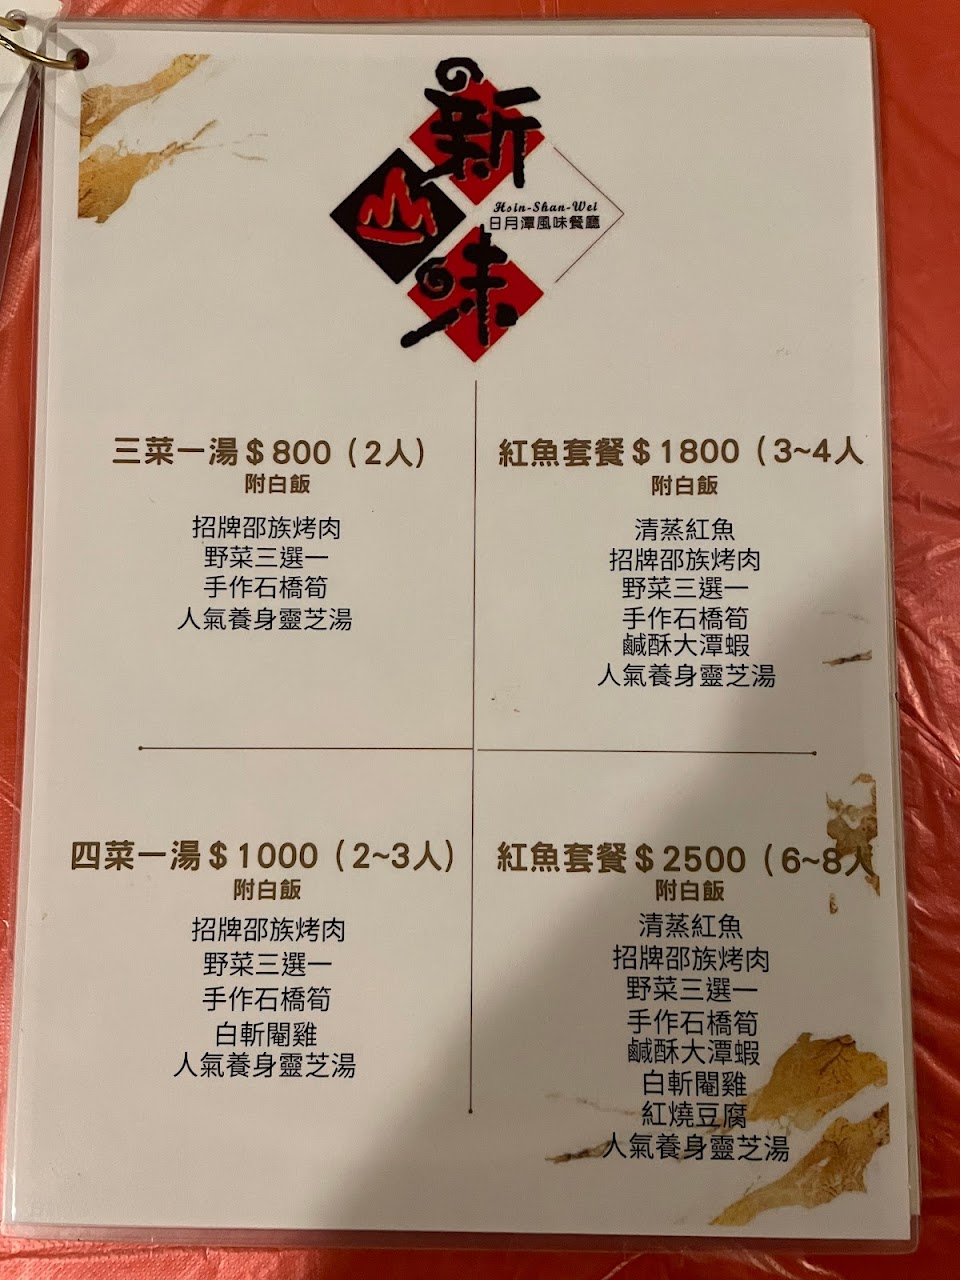 新
山
味
Hsin-Shan-Wei
日月潭風味餐廳
三菜一湯$800（2人）
附白飯
招牌邵族烤肉
野菜三選一
手作石橋筍
人氣養身靈芝湯
紅魚套餐$1800（3~4人
附白飯
清蒸紅魚
招牌邵族烤肉
野菜三選一
手作石橋筍
鹹酥大潭蝦
人氣養身靈芝湯
四菜一湯$1000（2~3人）
附白飯
招牌邵族烤肉
野菜三選一
手作石橋筍
白斬閹雞
人氣養身靈芝湯
紅魚套餐$2500（6~8人
附白飯
清蒸紅魚
招牌邵族烤肉
野菜三選一
手作石橋筍
鹹酥大潭蝦
白斬閹雞
紅燒豆腐
人氣養身靈芝湯